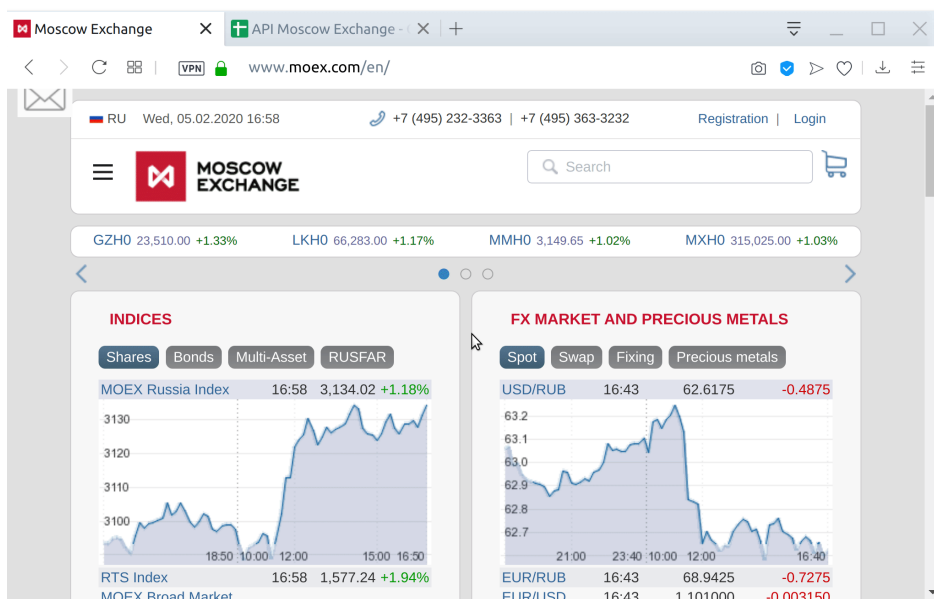 Moscow Exchange
API Moscow Exchange -
VPN
www.moex.com/en/
RU Wed, 05.02.2020 16:58 +7 (495) 232-3363 | +7 (495) 363-3232 Registration | Login
MOSCOW
EXCHANGE
Search
GZH0 23,510.00 +1.33% LKH0 66,283.00 +1.17% MMH0 3,149.65 +1.02% MXH0 315,025.00 +1.03%
INDICES
Shares Bonds Multi-Asset RUSFAR
MOEX Russia Index 16:58 3,134.02 +1.18%
3130
3120
3110
3100
18:50 10:00 12:00 15:00 16:50
RTS Index 16:58 1,577.24 +1.94%
MOEX Broad Market
FX MARKET AND PRECIOUS METALS
Spot Swap Fixing Precious metals
USD/RUB 16:43 62.6175 -0.4875
63.2
63.1
63.0
62.9
62.8
62.7
21:00 23:40 10:00 12:00 16:40
EUR/RUB 16:43 68.9425 -0.7275
EUR/USD 16:43 1.101000 -0.003150